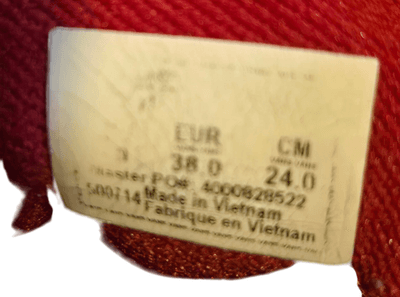 EUR CM
38.0 24.0
Master PO#: 4000828522
Made in Vietnam
Fabrique en Vietnam